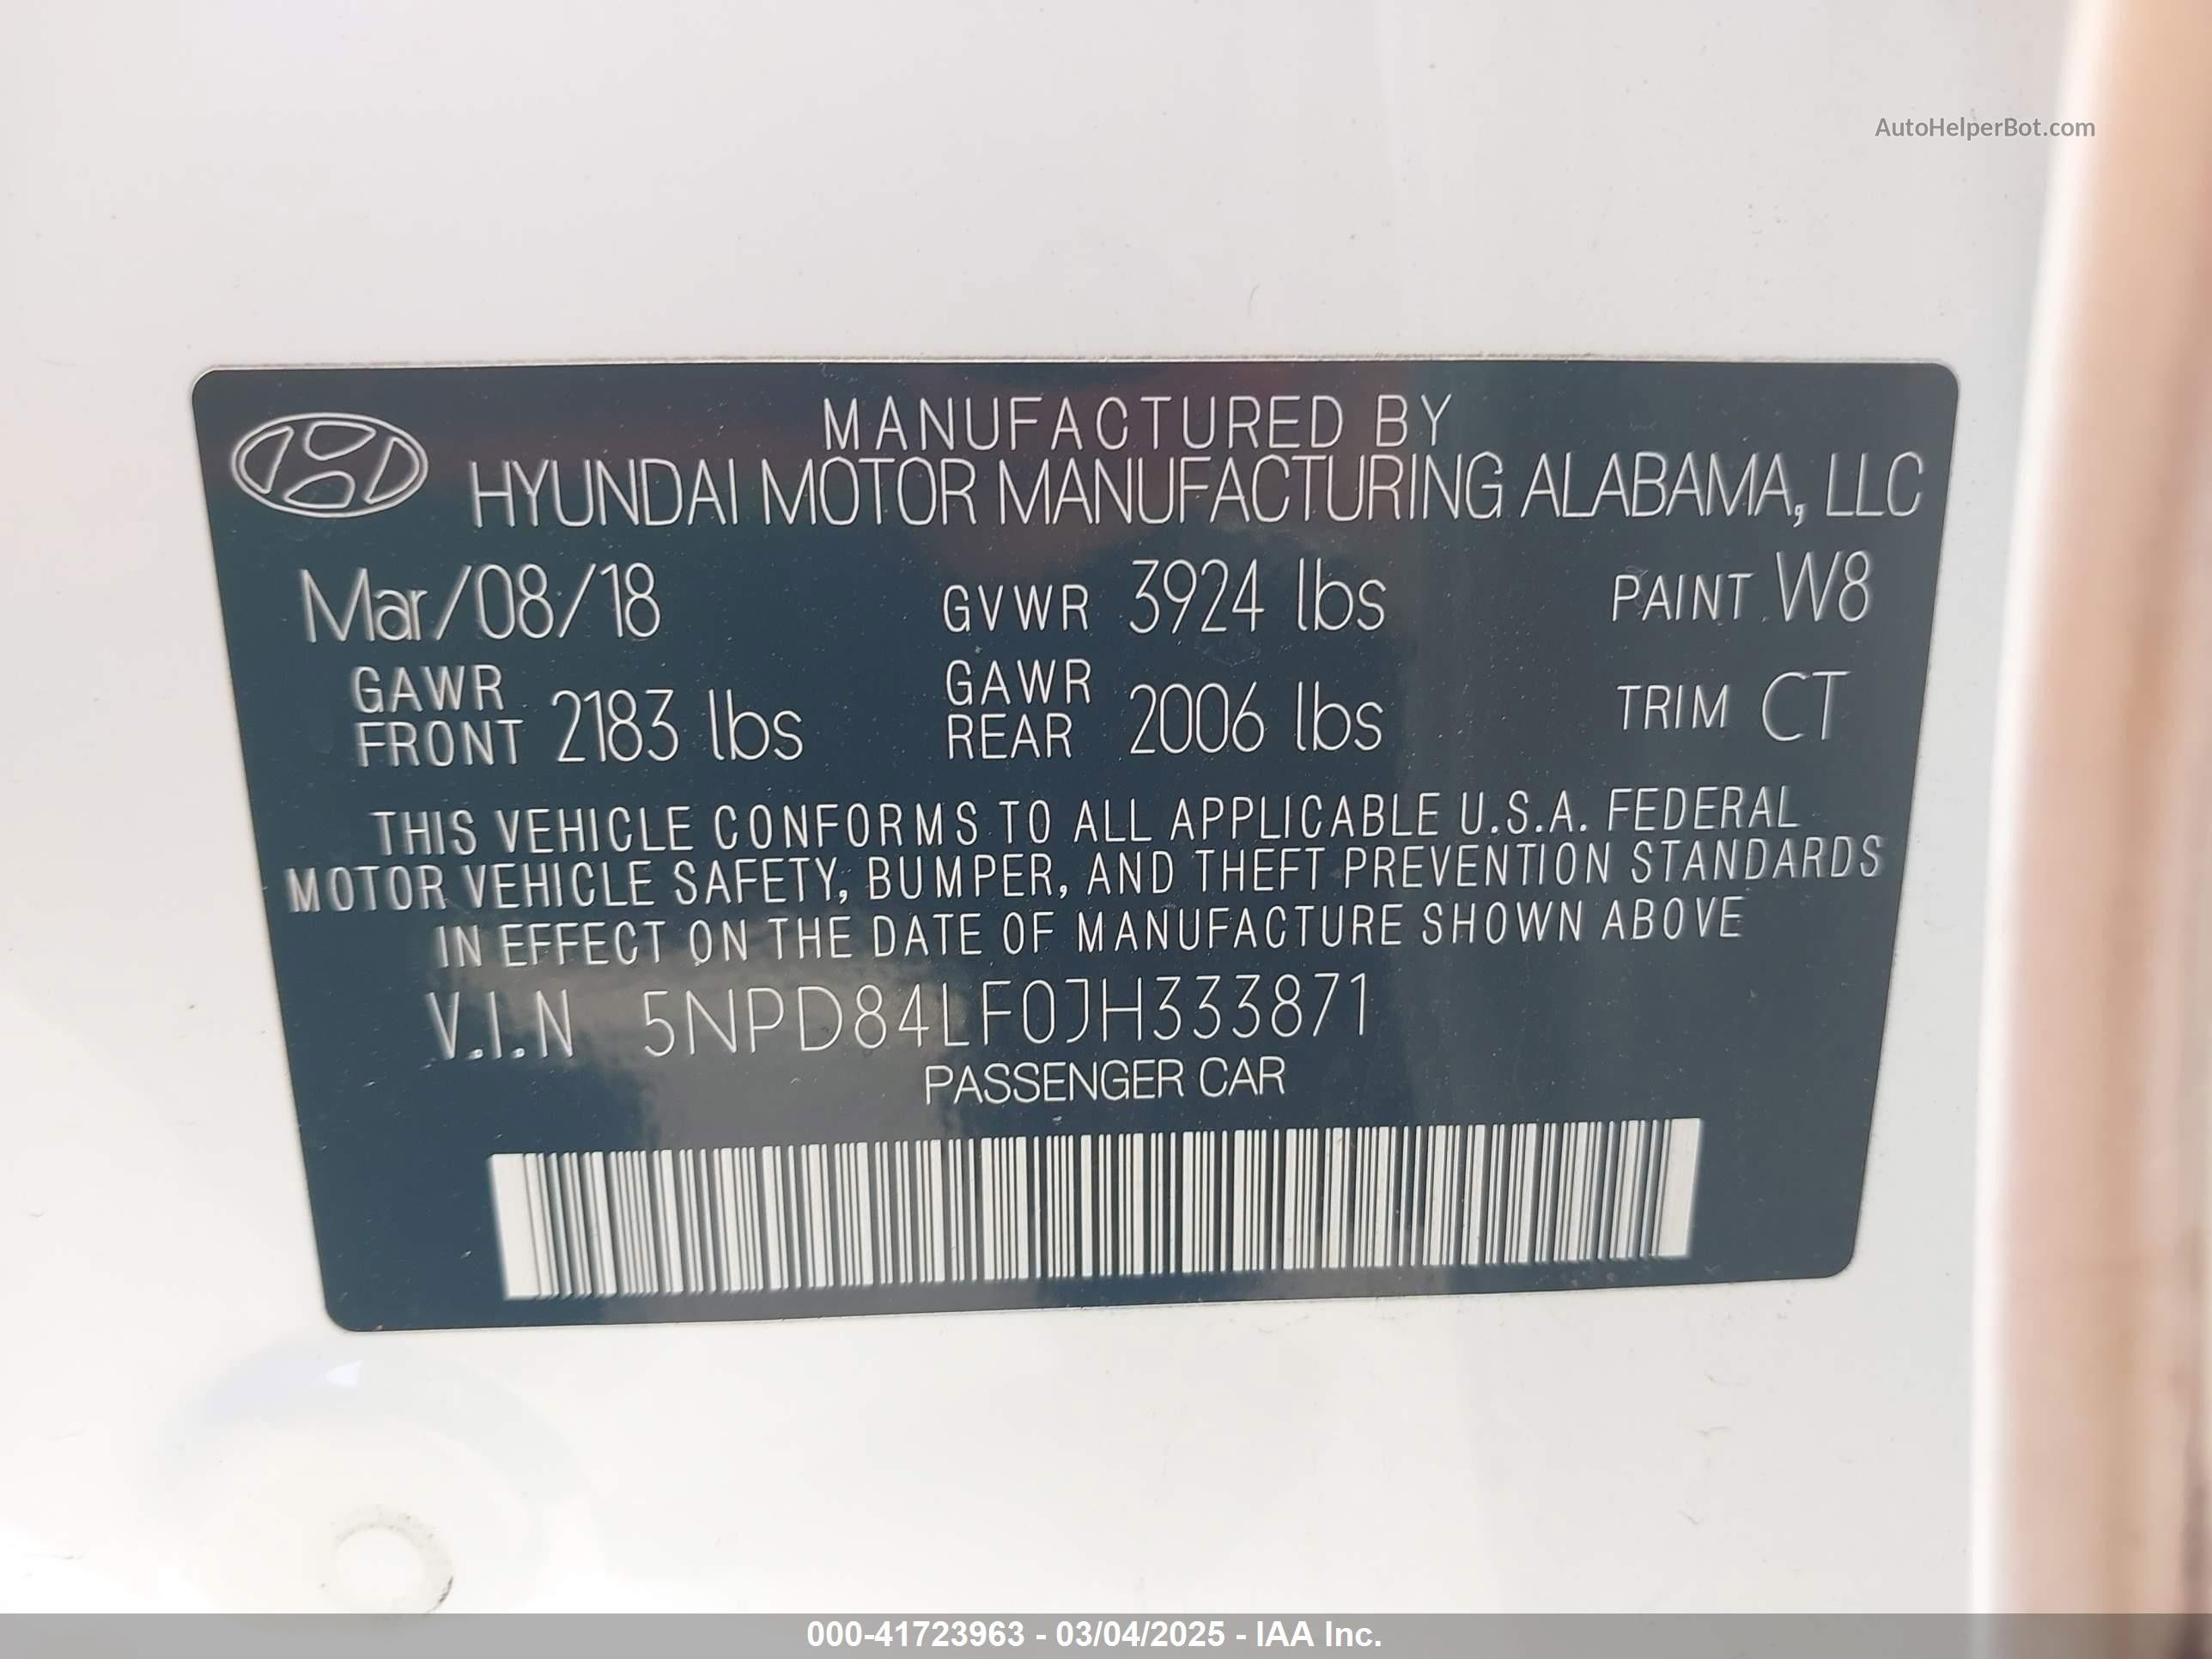 AutoHelperBot.com
MANUFACTURED BY
HYUNDAI MOTOR MANUFACTURING ALABAMA, LLC
Mar/08/18 GVWR 3924 lbs PAINT W8
GAWR FRONT 2183 lbs GAWR REAR 2006 lbs TRIM CT
THIS VEHICLE CONFORMS TO ALL APPLICABLE U.S.A. FEDERAL
MOTOR VEHICLE SAFETY, BUMPER, AND THEFT PREVENTION STANDARDS
IN EFFECT ON THE DATE OF MANUFACTURE SHOWN ABOVE
V.I.N 5NPD84LF0JH333871
PASSENGER CAR
000-41723963 - 03/04/2025 - IAA Inc.